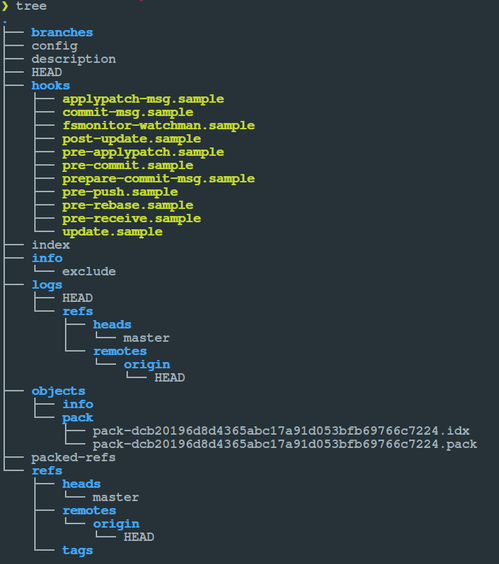 ❯ tree
.
├── branches
├── config
├── description
├── HEAD
├── hooks
│   ├── applypatch-msg.sample
│   ├── commit-msg.sample
│   ├── fsmonitor-watchman.sample
│   ├── post-update.sample
│   ├── pre-applypatch.sample
│   ├── pre-commit.sample
│   ├── prepare-commit-msg.sample
│   ├── pre-push.sample
│   ├── pre-rebase.sample
│   ├── pre-receive.sample
│   └── update.sample
├── index
├── info
│   └── exclude
├── logs
│   ├── HEAD
│   └── refs
│       ├── heads
│       │   └── master
│       └── remotes
│           └── origin
│               └── HEAD
├── objects
│   ├── info
│   └── pack
│       ├── pack-dcb20196d8d4365abc17a91d053bfb69766c7224.idx
│       └── pack-dcb20196d8d4365abc17a91d053bfb69766c7224.pack
├── packed-refs
└── refs
    ├── heads
    │   └── master
    ├── remotes
    │   └── origin
    │       └── HEAD
    └── tags